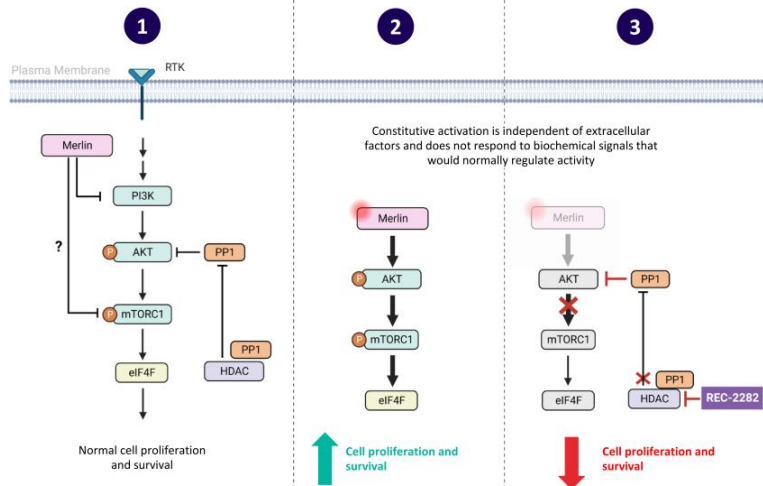 1
2
3
Plasma Membrane
RTK
Merlin
PI3K
?
P
AKT
PP1
P
mTORC1
PP1
eIF4F
HDAC
Normal cell proliferation
and survival
Constitutive activation is independent of extracellular
factors and does not respond to biochemical signals that
would normally regulate activity
Merlin
P
AKT
P
mTORC1
eIF4F
Cell proliferation and
survival
Merlin
AKT
PP1
mTORC1
PP1
eIF4F
HDAC
REC-2282
Cell proliferation and
survival